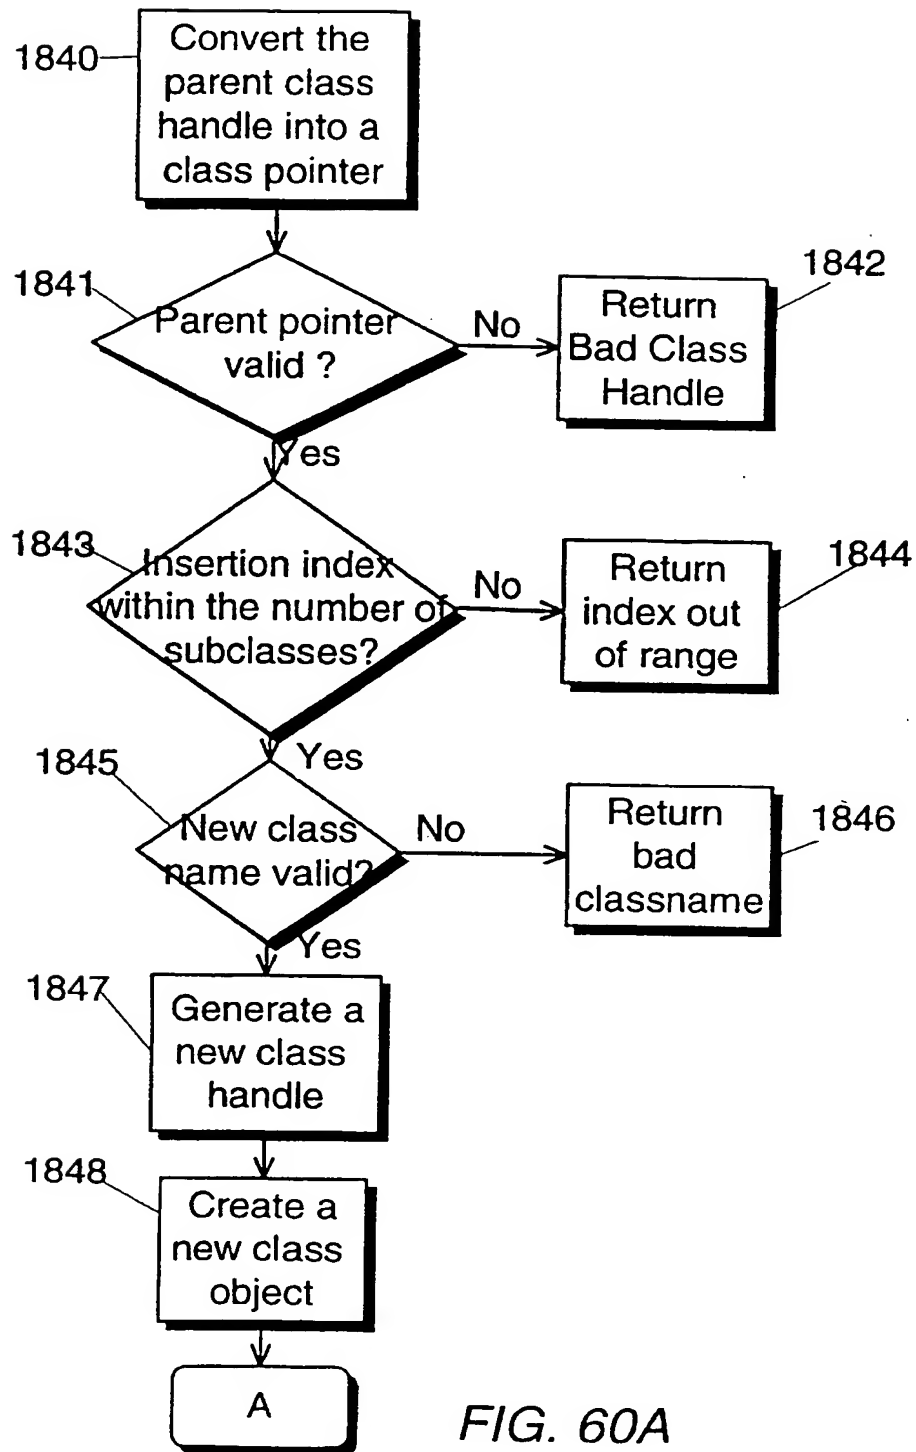 1840
Convert the
parent class
handle into a
class pointer
1841
Parent pointer
valid ?
No
1842
Return
Bad Class
Handle
Yes
1843
Insertion index
within the number of
subclasses?
No
1844
Return
index out
of range
Yes
1845
New class
name valid?
No
1846
Return
bad
classname
Yes
1847
Generate a
new class
handle
1848
Create a
new class
object
A
FIG. 60A